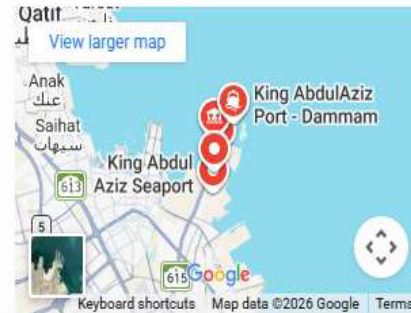 Qatif
View larger map
Anak
عنك
Saihat
سيهات
King AbdulAziz
Port - Dammam
King Abdul
Aziz Seaport
613
5
615
Google
Keyboard shortcuts Map data ©2026 Google Terms